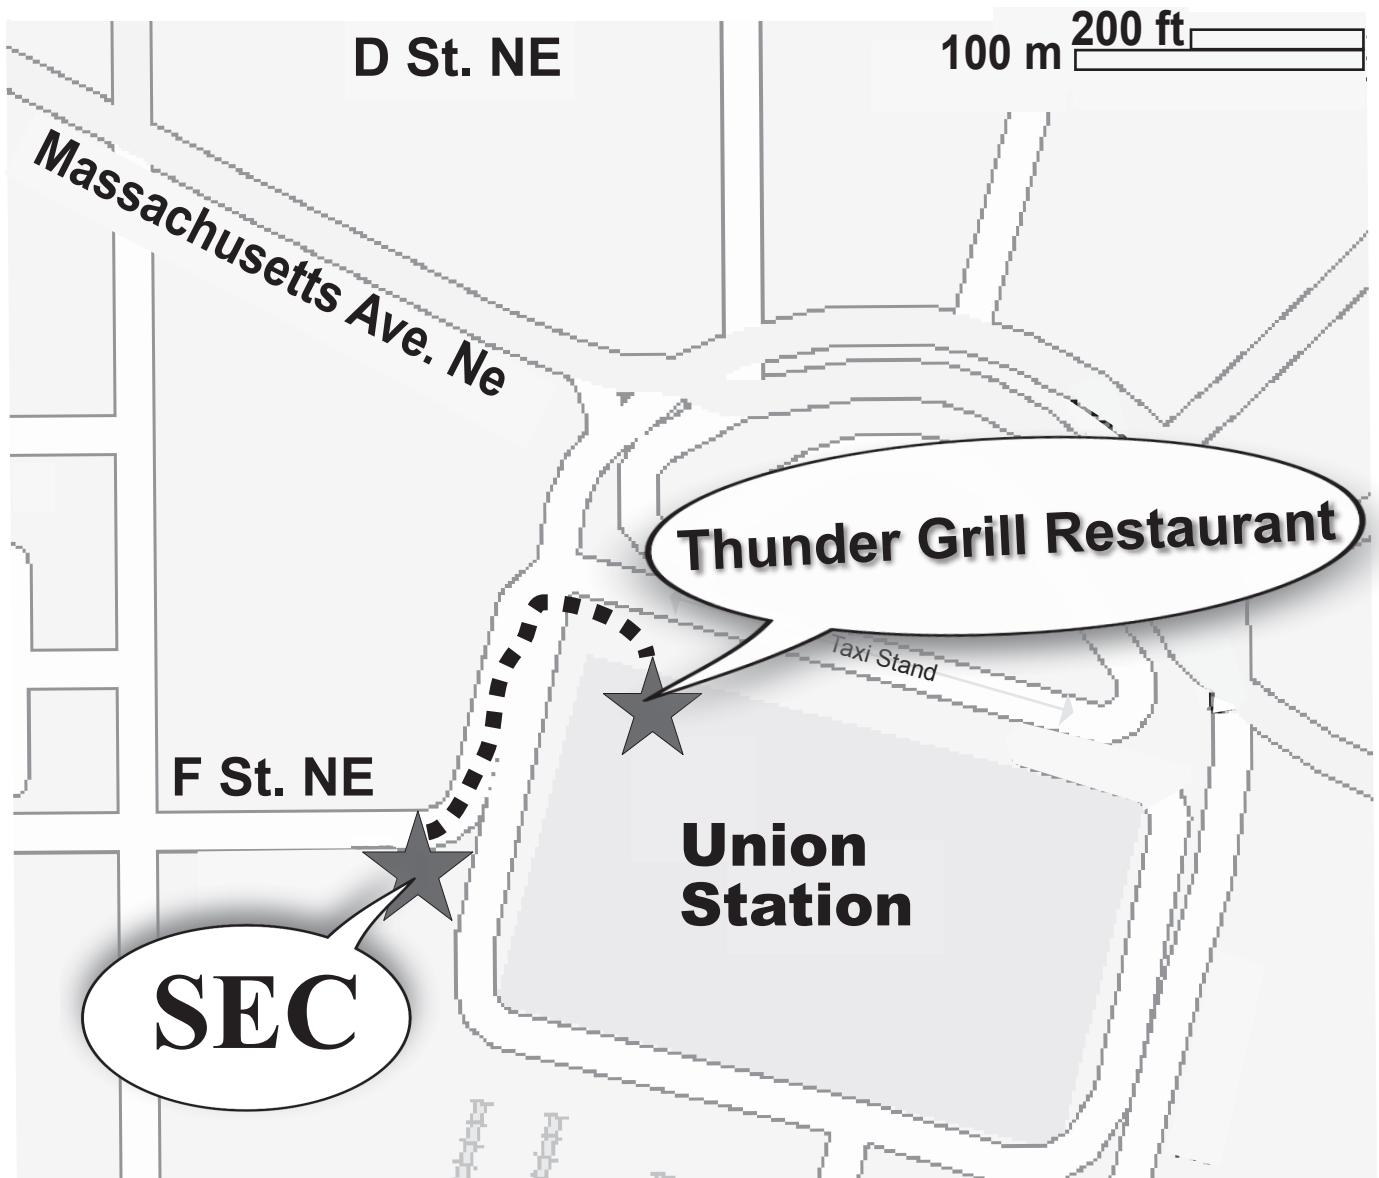 D St. NE
200 ft
100 m
Massachusetts Ave. Ne
Thunder Grill Restaurant
Taxi Stand
F St. NE
Union
Station
SEC